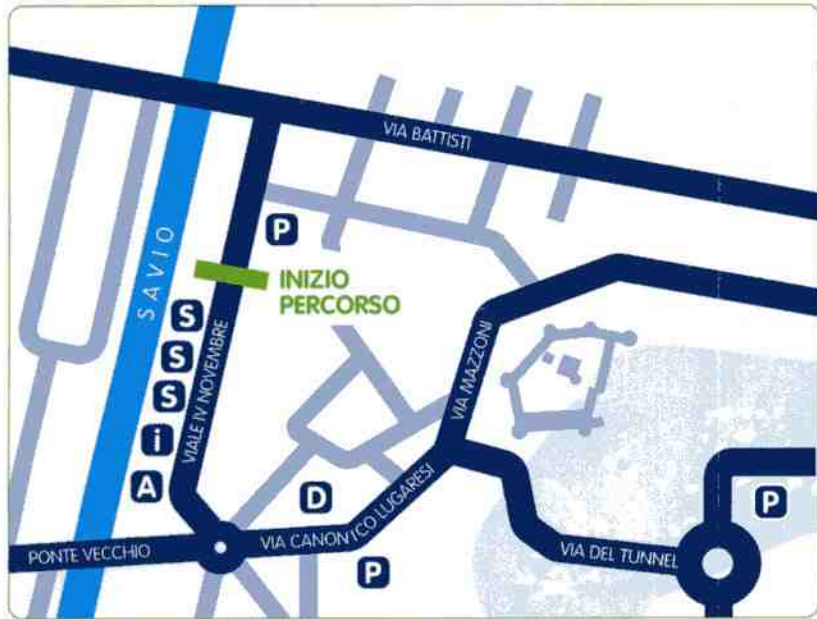 VIA BATTISTI
P
SAVIO
INIZIO
PERCORSO
S
S
S
i
A
VIALE IV NOVEMBRE
VIA MAZZONI
D
P
PONTE VECCHIO
VIA CANONICO LUGARESI
P
VIA DEL TUNNEL